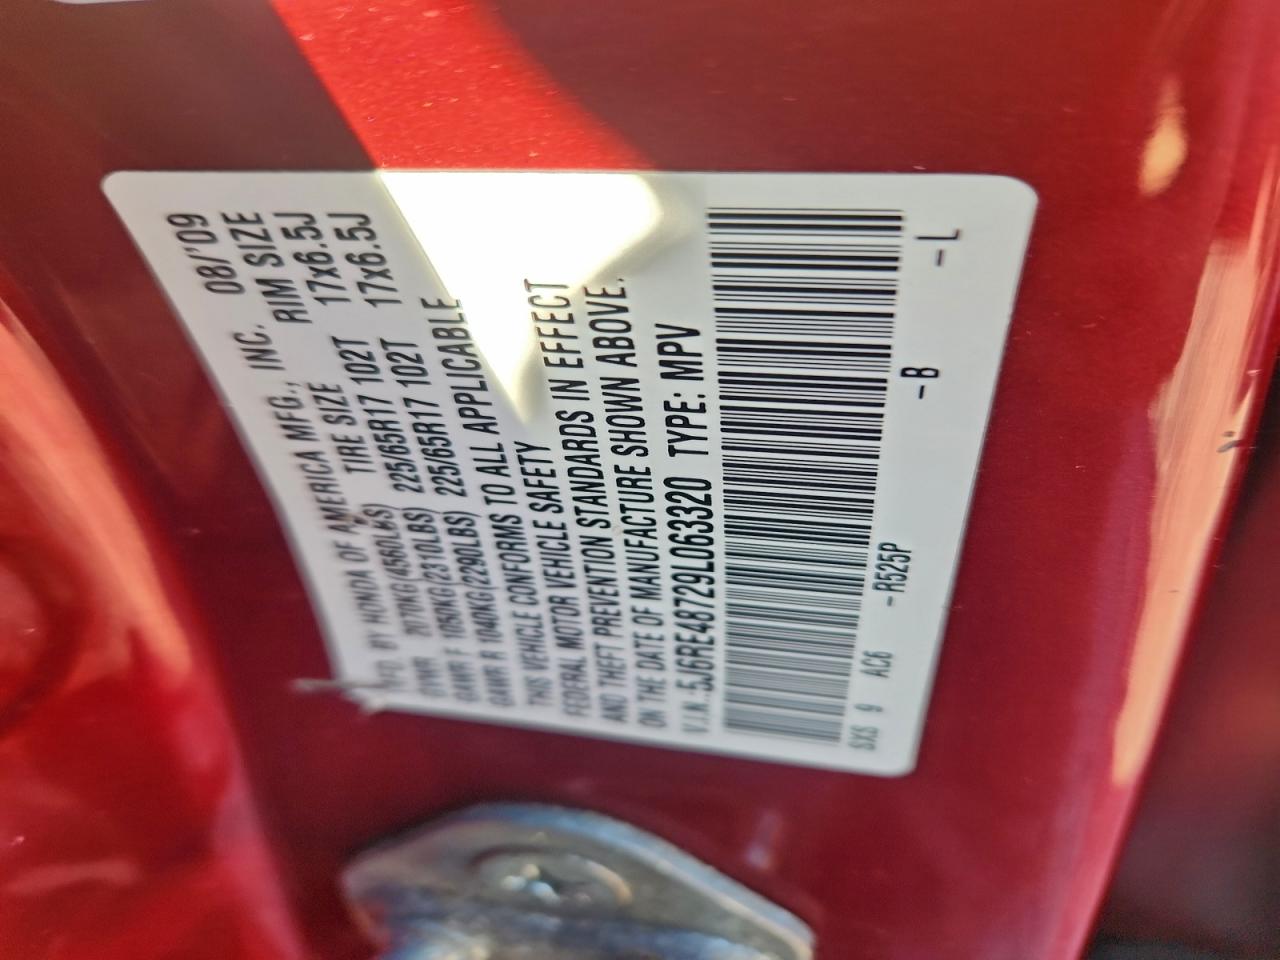 MFD. BY HONDA OF AMERICA MFG., INC. 08/'09
GVWR 2070KG(4560LBS) TIRE SIZE RIM SIZE
GAWR F 1050KG(2310LBS) 225/65R17 102T 17x6.5J
GAWR R 1040KG(2290LBS) 225/65R17 102T 17x6.5J
THIS VEHICLE CONFORMS TO ALL APPLICABLE
FEDERAL MOTOR VEHICLE SAFETY
AND THEFT PREVENTION STANDARDS IN EFFECT
ON THE DATE OF MANUFACTURE SHOWN ABOVE.
V.I.N.:5J6RE48729L063320 TYPE: MPV
SXS 9 AC6 -R525P -B -L